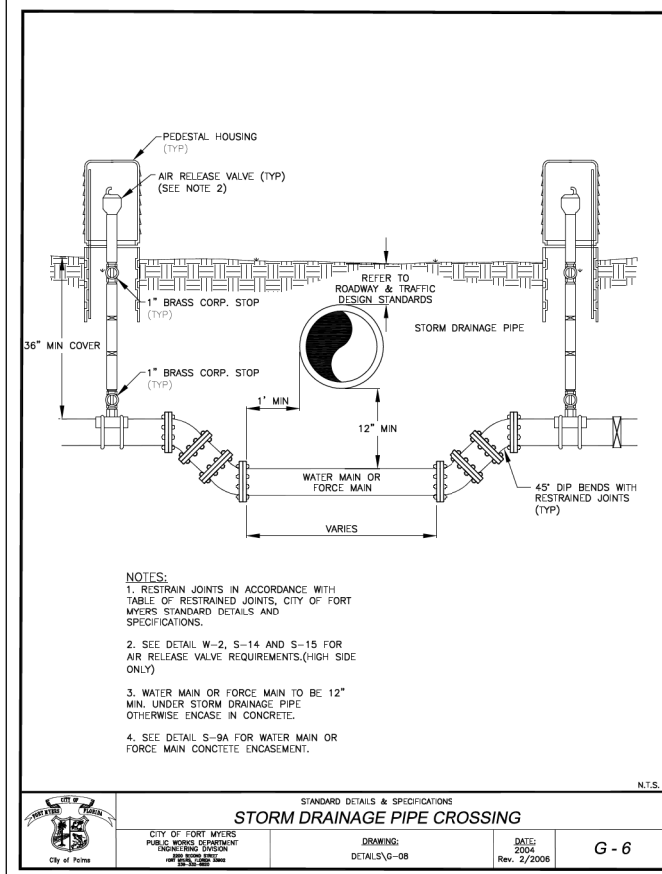 PEDESTAL HOUSING
(TYP)
AIR RELEASE VALVE (TYP)
(SEE NOTE 2)
REFER TO
ROADWAY & TRAFFIC
DESIGN STANDARDS
1" BRASS CORP. STOP
(TYP)
STORM DRAINAGE PIPE
36" MIN COVER
1" BRASS CORP. STOP
(TYP)
1' MIN
12" MIN
WATER MAIN OR
FORCE MAIN
45° DIP BENDS WITH
RESTRAINED JOINTS
(TYP)
VARIES
NOTES:
1. RESTRAIN JOINTS IN ACCORDANCE WITH
TABLE OF RESTRAINED JOINTS, CITY OF FORT
MYERS STANDARD DETAILS AND
SPECIFICATIONS.
2. SEE DETAIL W-2, S-14 AND S-15 FOR
AIR RELEASE VALVE REQUIREMENTS.(HIGH SIDE
ONLY)
3. WATER MAIN OR FORCE MAIN TO BE 12"
MIN. UNDER STORM DRAINAGE PIPE
OTHERWISE ENCASE IN CONCRETE.
4. SEE DETAIL S-9A FOR WATER MAIN OR
FORCE MAIN CONCTETE ENCASEMENT.
N.T.S.
CITY OF
FORT MYERS FLORIDA
City of Palms
STANDARD DETAILS & SPECIFICATIONS
STORM DRAINAGE PIPE CROSSING
CITY OF FORT MYERS
PUBLIC WORKS DEPARTMENT
ENGINEERING DIVISION
2200 SECOND STREET
FORT MYERS, FLORIDA
DRAWING:
DETAILS\G-08
DATE:
2004
Rev. 2/2006
G - 6